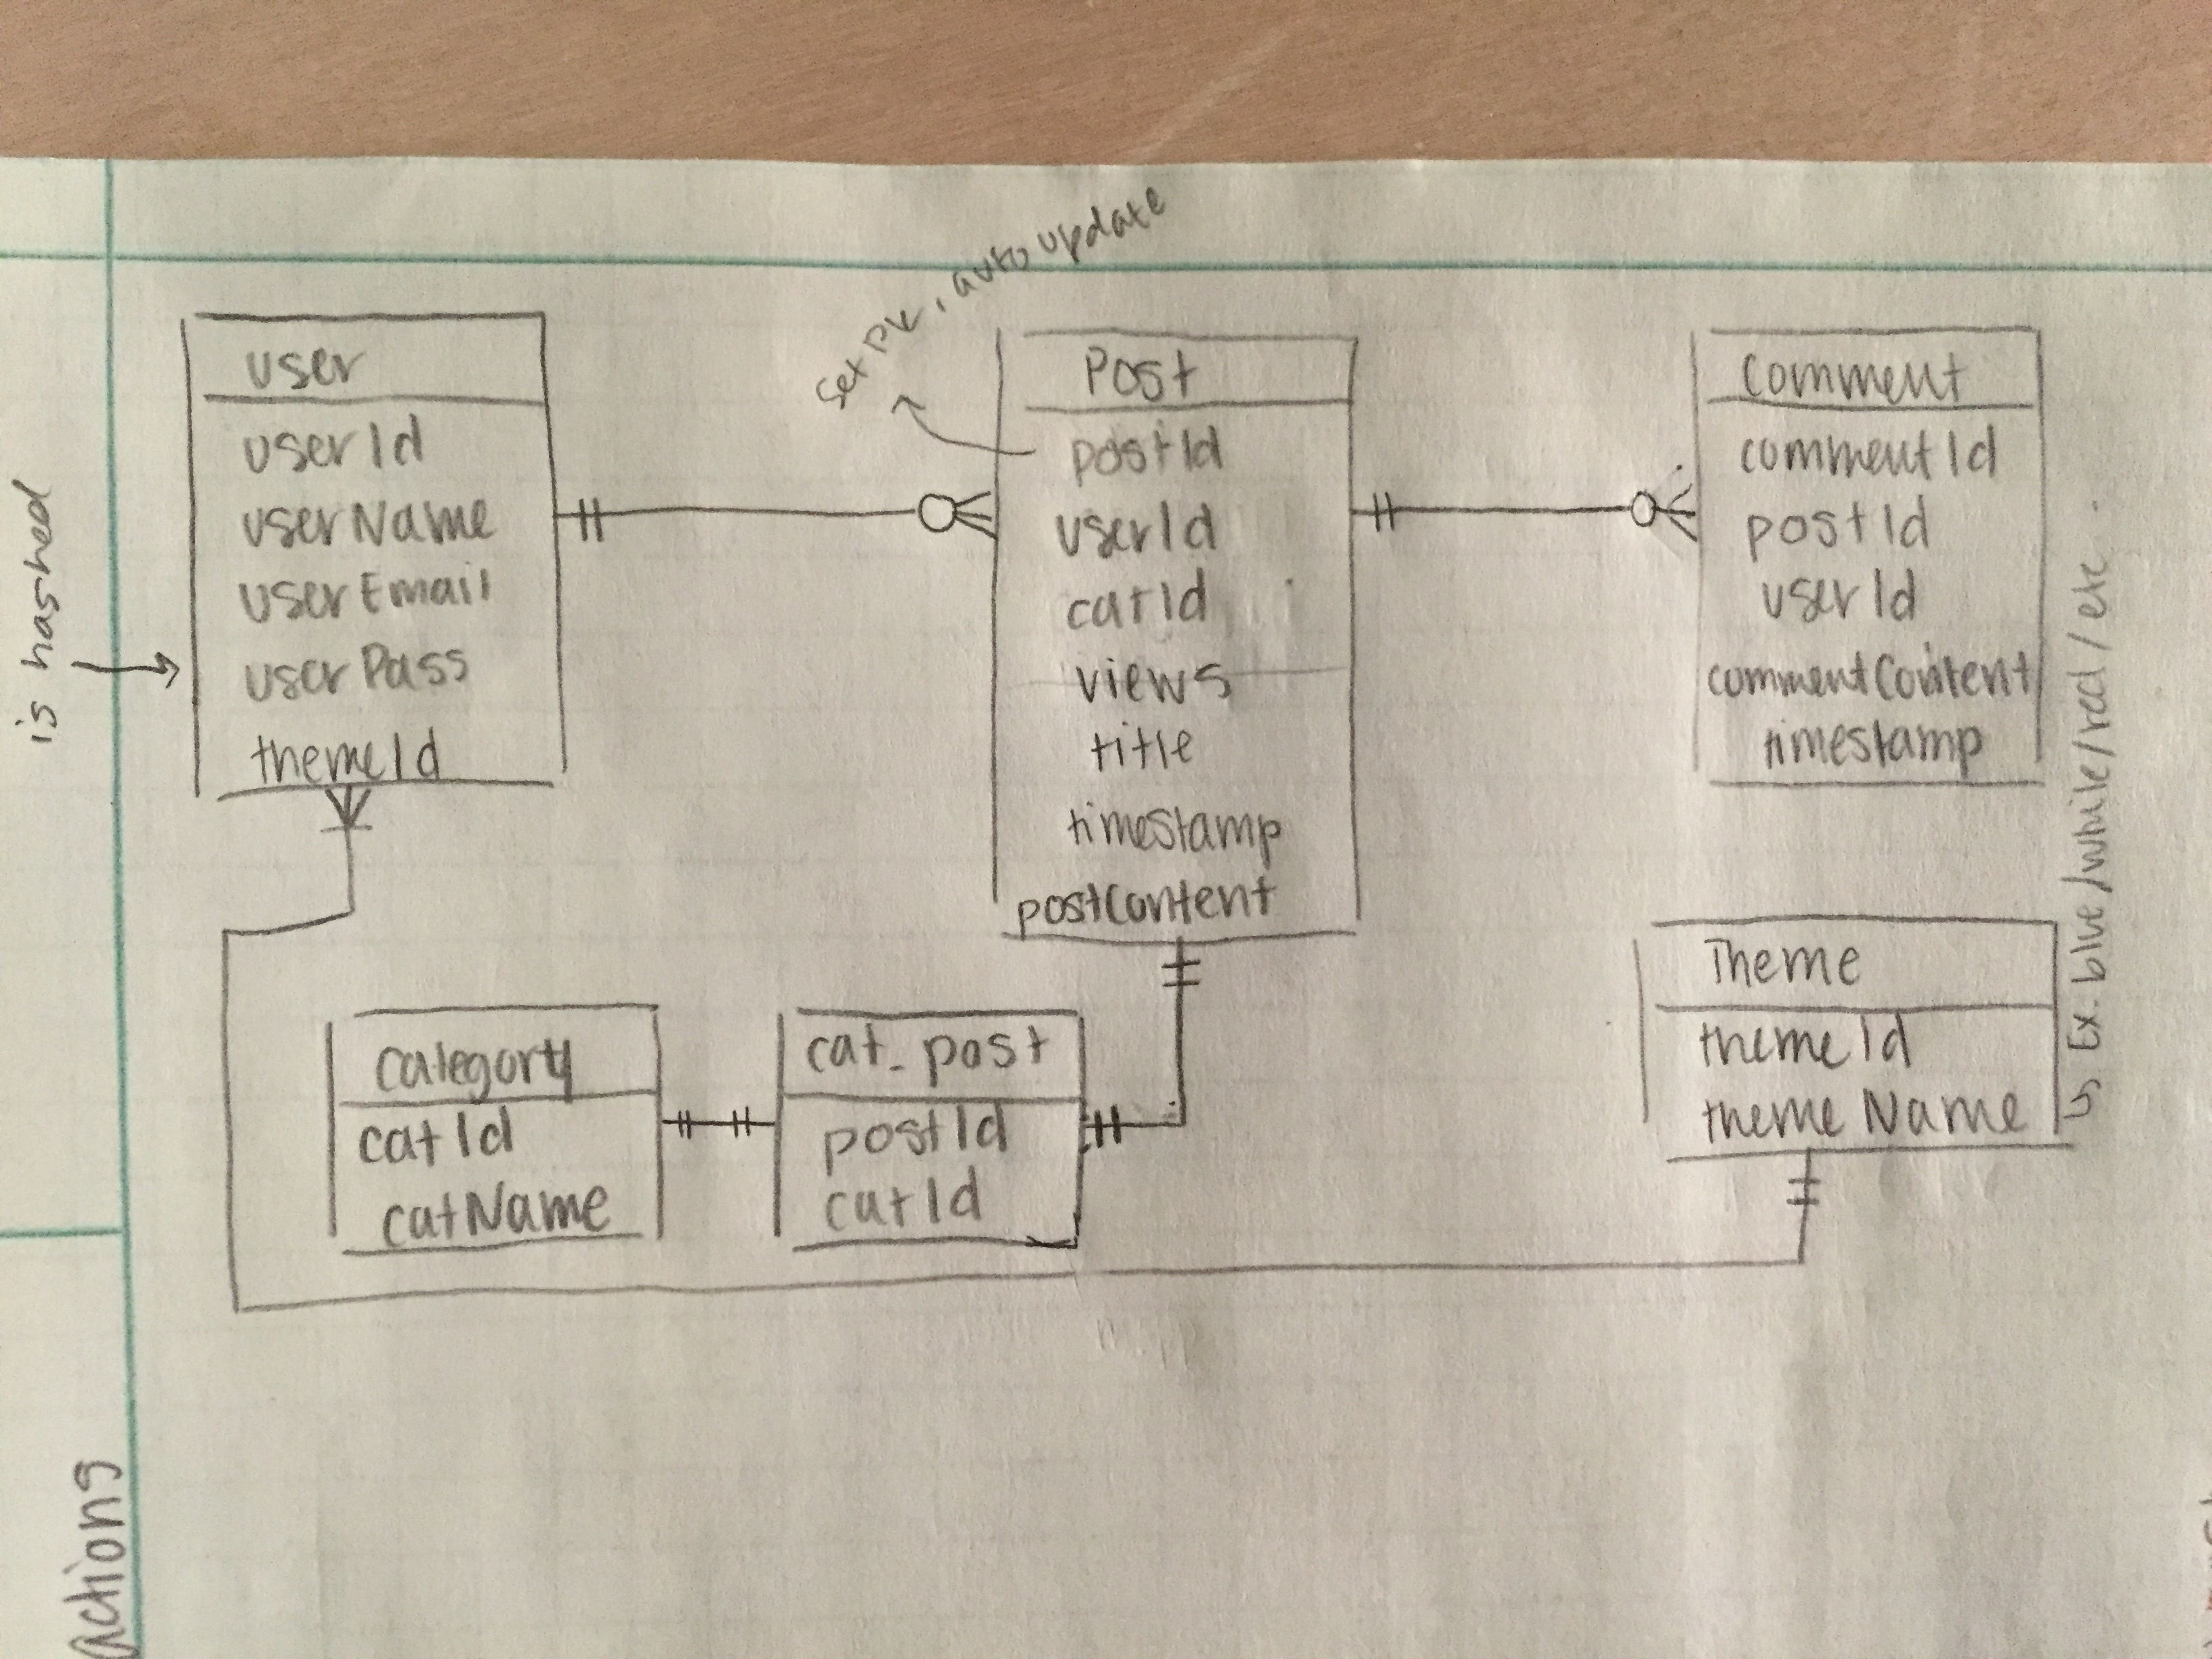 is hashed
user
userId
userName
userEmail
userPass
themeId
Set PK, auto update
Post
postId
userId
catId
views
title
timestamp
postContent
Comment
commentId
postId
userId
commentContent
timestamp
category
catId
catName
cat_post
postId
catId
Theme
themeId
themeName
Ex. blue/white/red/etc...
actions